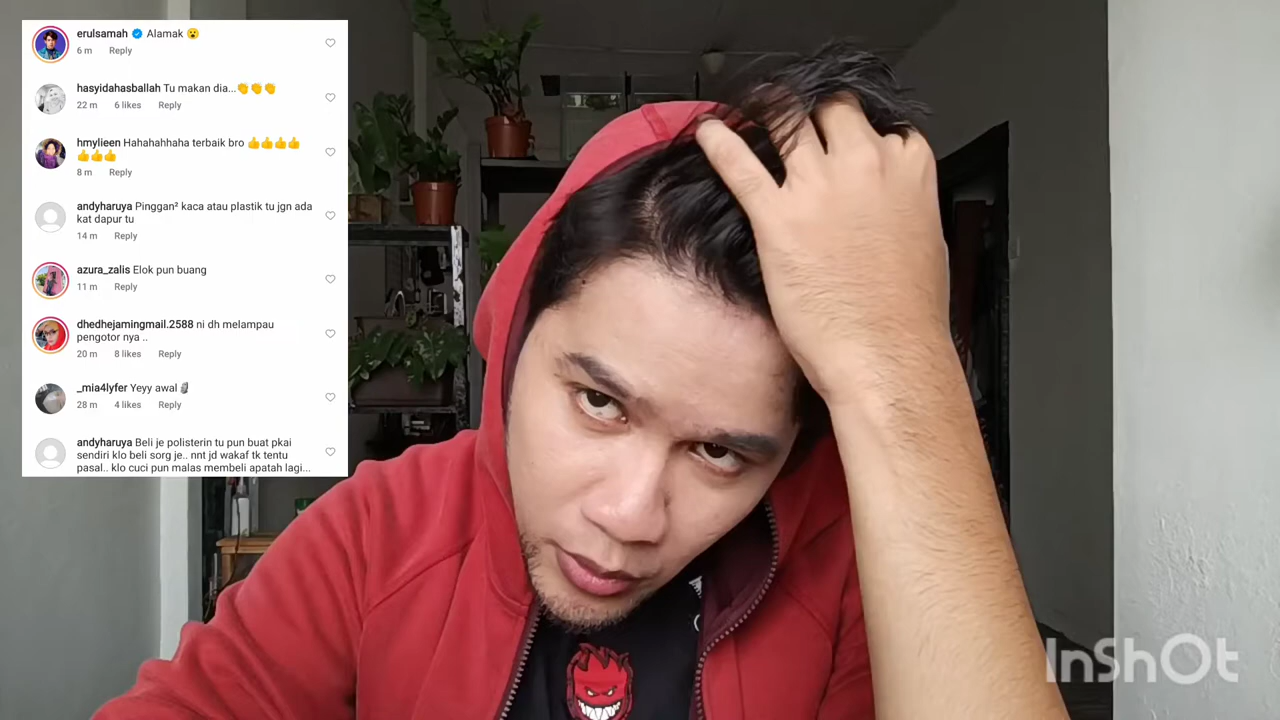 erulsamah Alamak 😮
6 m Reply
hasyidahasballah Tu makan dia...👏👏👏
22 m 6 likes Reply
hmylieen Hahahahhaha terbaik bro 👍👍👍👍
👍👍👍
8 m Reply
andyharuya Pinggan² kaca atau plastik tu jgn ada
kat dapur tu
14 m Reply
azura_zalis Elok pun buang
11 m Reply
dhedhejamingmail.2588 ni dh melampau
pengotor nya ..
20 m 8 likes Reply
_mia4lyfer Yeyy awal🗿
28 m 4 likes Reply
andyharuya Beli je polisterin tu pun buat pkai
sendiri klo beli sorg je.. nnt jd wakaf tk tentu
pasal.. klo cuci pun malas membeli apatah lagi...
InShOt